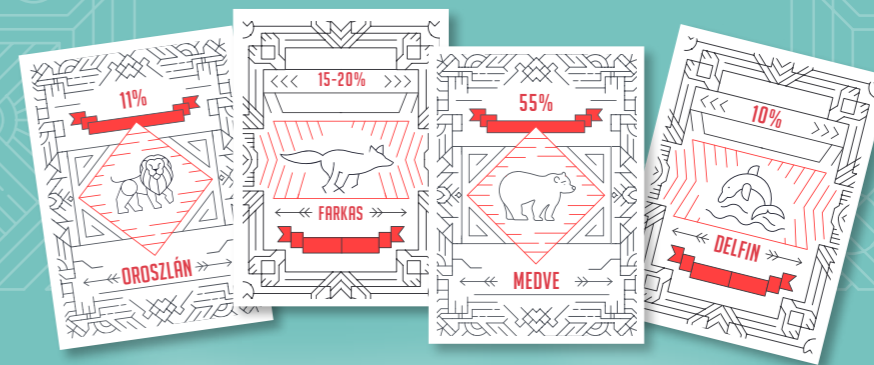 11%
OROSZLÁN
15-20%
FARKAS
55%
MEDVE
10%
DELFIN